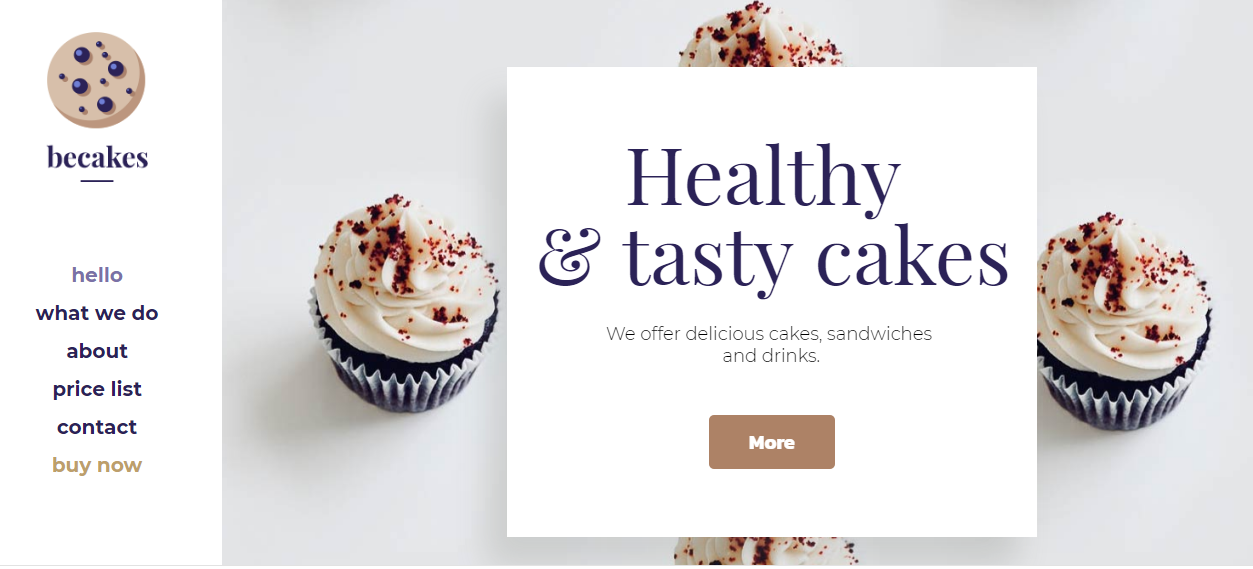 becakes
hello
what we do
about
price list
contact
buy now
Healthy
& tasty cakes
We offer delicious cakes, sandwiches
and drinks.
More